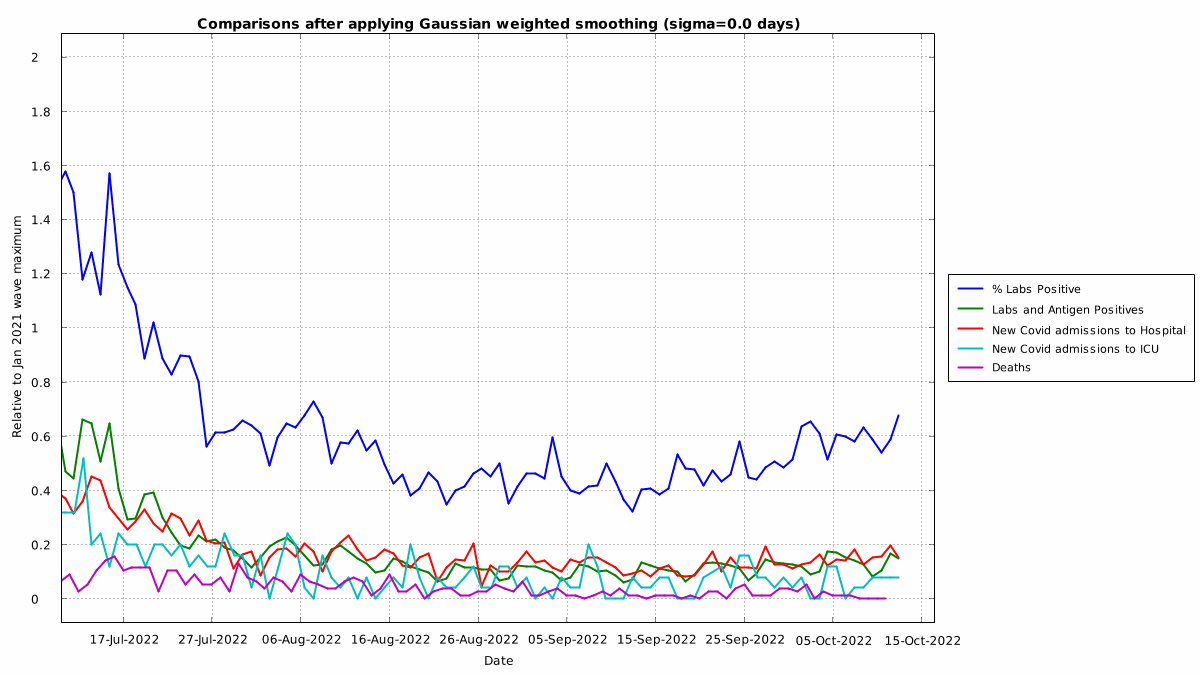 Comparisons after applying Gaussian weighted smoothing (sigma=0.0 days)
Relative to Jan 2021 wave maximum
2
1.8
1.6
1.4
1.2
1
0.8
0.6
0.4
0.2
0
17-Jul-2022 27-Jul-2022 06-Aug-2022 16-Aug-2022 26-Aug-2022 05-Sep-2022 15-Sep-2022 25-Sep-2022 05-Oct-2022 15-Oct-2022
Date
% Labs Positive
Labs and Antigen Positives
New Covid admissions to Hospital
New Covid admissions to ICU
Deaths